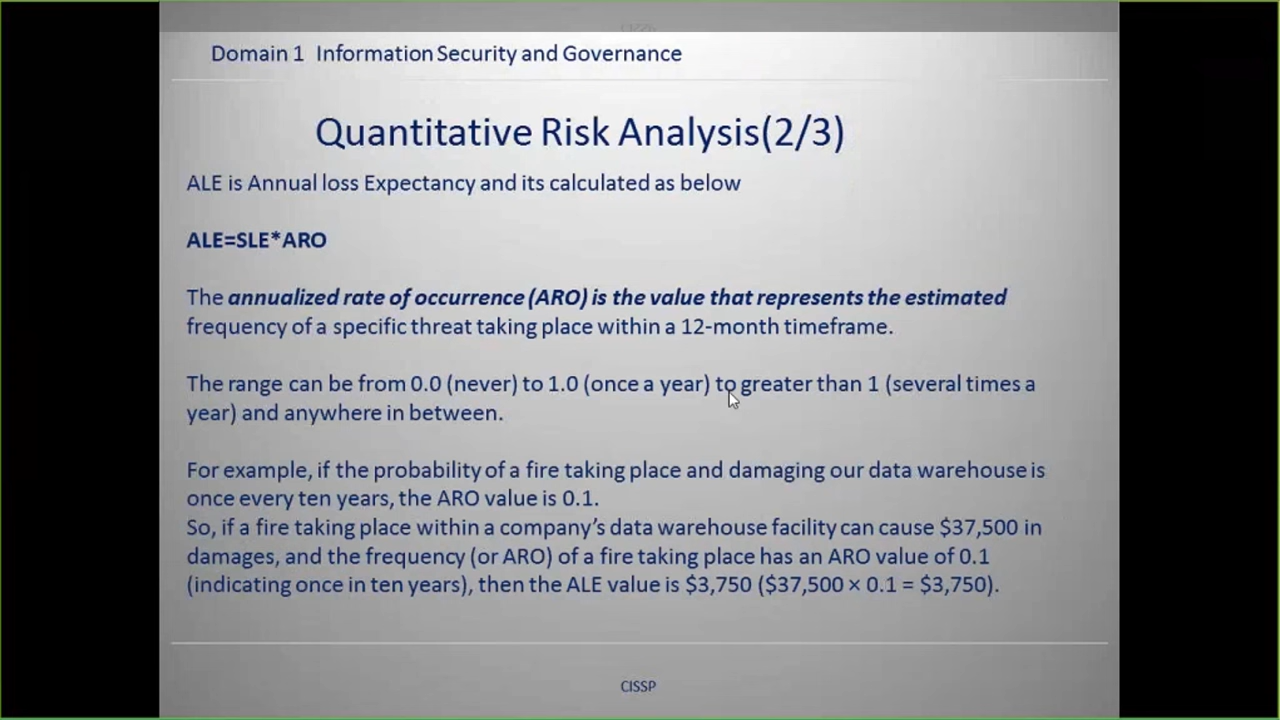 Domain 1 Information Security and Governance
Quantitative Risk Analysis(2/3)
ALE is Annual loss Expectancy and its calculated as below
ALE=SLE*ARO
The annualized rate of occurrence (ARO) is the value that represents the estimated
frequency of a specific threat taking place within a 12-month timeframe.
The range can be from 0.0 (never) to 1.0 (once a year) to greater than 1 (several times a
year) and anywhere in between.
For example, if the probability of a fire taking place and damaging our data warehouse is
once every ten years, the ARO value is 0.1.
So, if a fire taking place within a company’s data warehouse facility can cause $37,500 in
damages, and the frequency (or ARO) of a fire taking place has an ARO value of 0.1
(indicating once in ten years), then the ALE value is $3,750 ($37,500 × 0.1 = $3,750).
CISSP